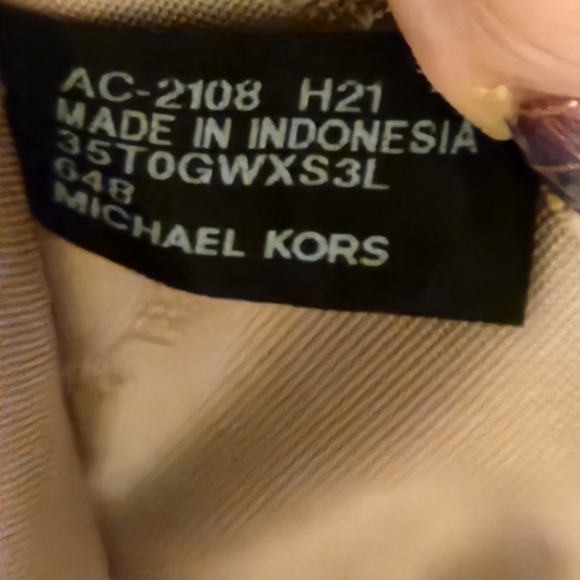 AC-2108 H21
MADE IN INDONESIA
35T0GWXS3L
648
MICHAEL KORS